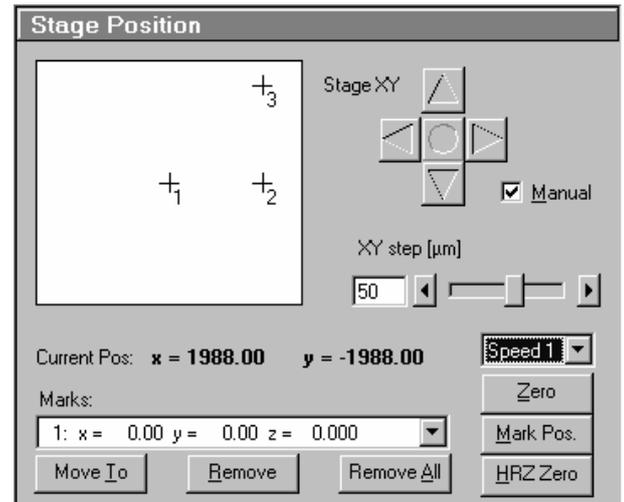 Stage Position
3
Stage XY
1
2
Manual
XY step [µm]
50
Current Pos: x = 1988.00 y = -1988.00
Speed 1
Marks:
Zero
1: x = 0.00 y = 0.00 z = 0.000
Mark Pos.
Move To
Remove
Remove All
HRZ Zero